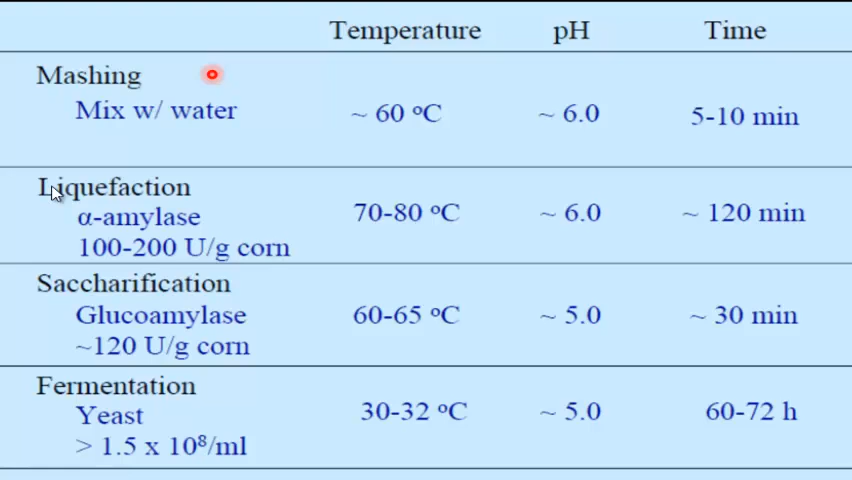 Temperature pH Time
Mashing
Mix w/ water ~ 60 ºC ~ 6.0 5-10 min
Liquefaction
α-amylase 70-80 ºC ~ 6.0 ~ 120 min
100-200 U/g corn
Saccharification
Glucoamylase 60-65 ºC ~ 5.0 ~ 30 min
~120 U/g corn
Fermentation
Yeast 30-32 ºC ~ 5.0 60-72 h
> 1.5 x 10⁸/ml